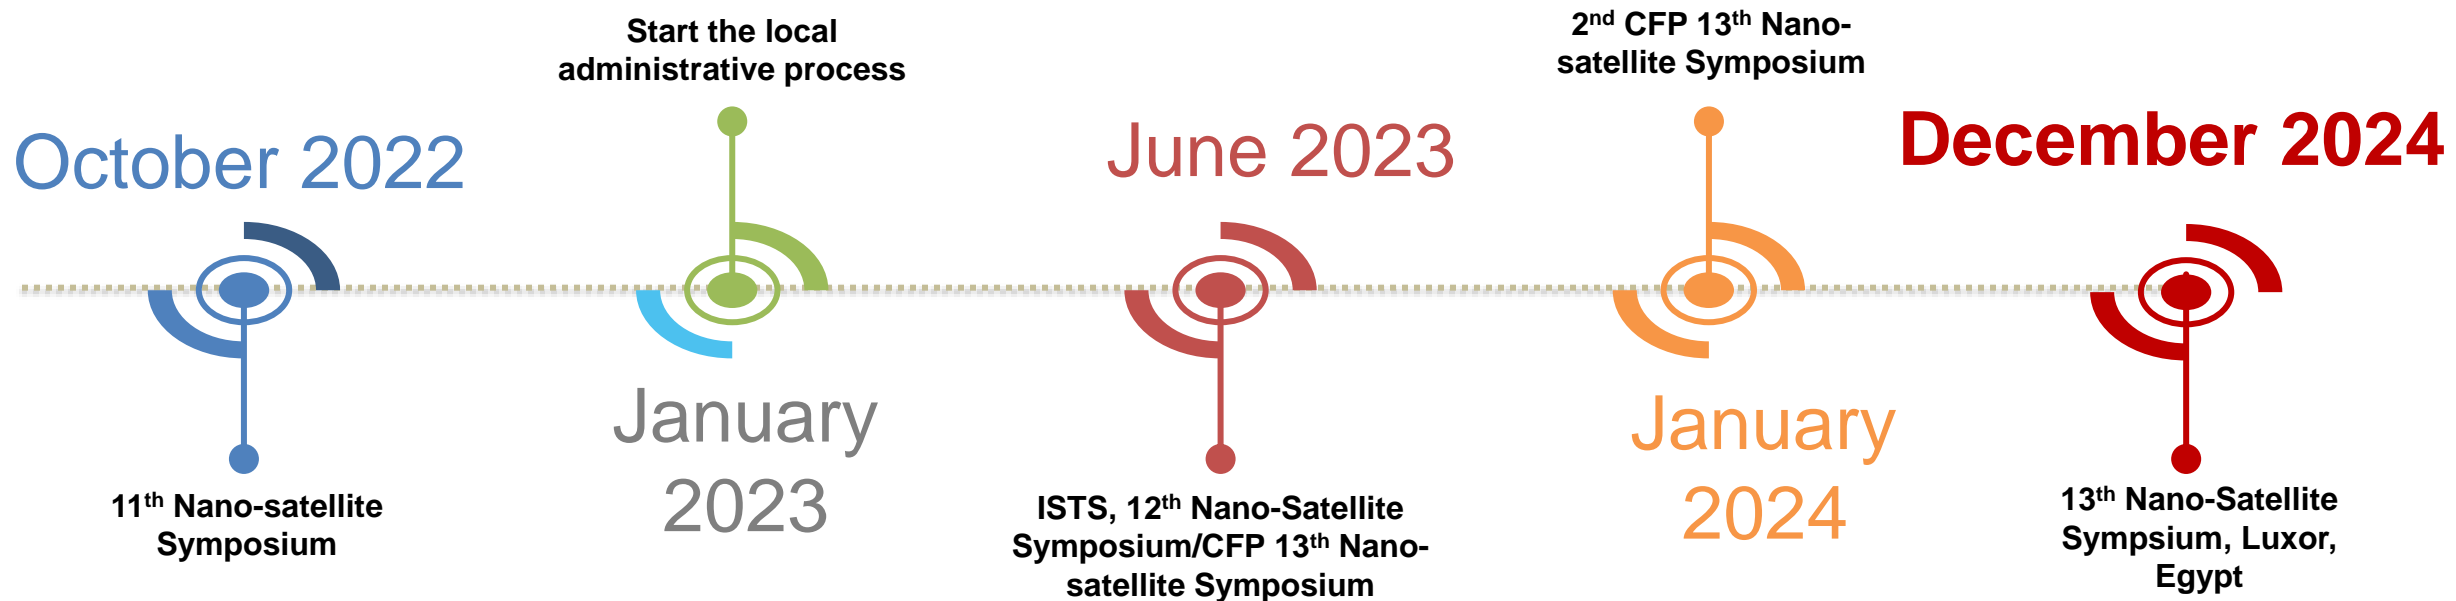 October 2022
11th Nano-satellite
Symposium
Start the local
administrative process
January
2023
June 2023
ISTS, 12th Nano-Satellite
Symposium/CFP 13th Nano-
satellite Symposium
2nd CFP 13th Nano-
satellite Symposium
January
2024
December 2024
13th Nano-Satellite
Sympsium, Luxor,
Egypt